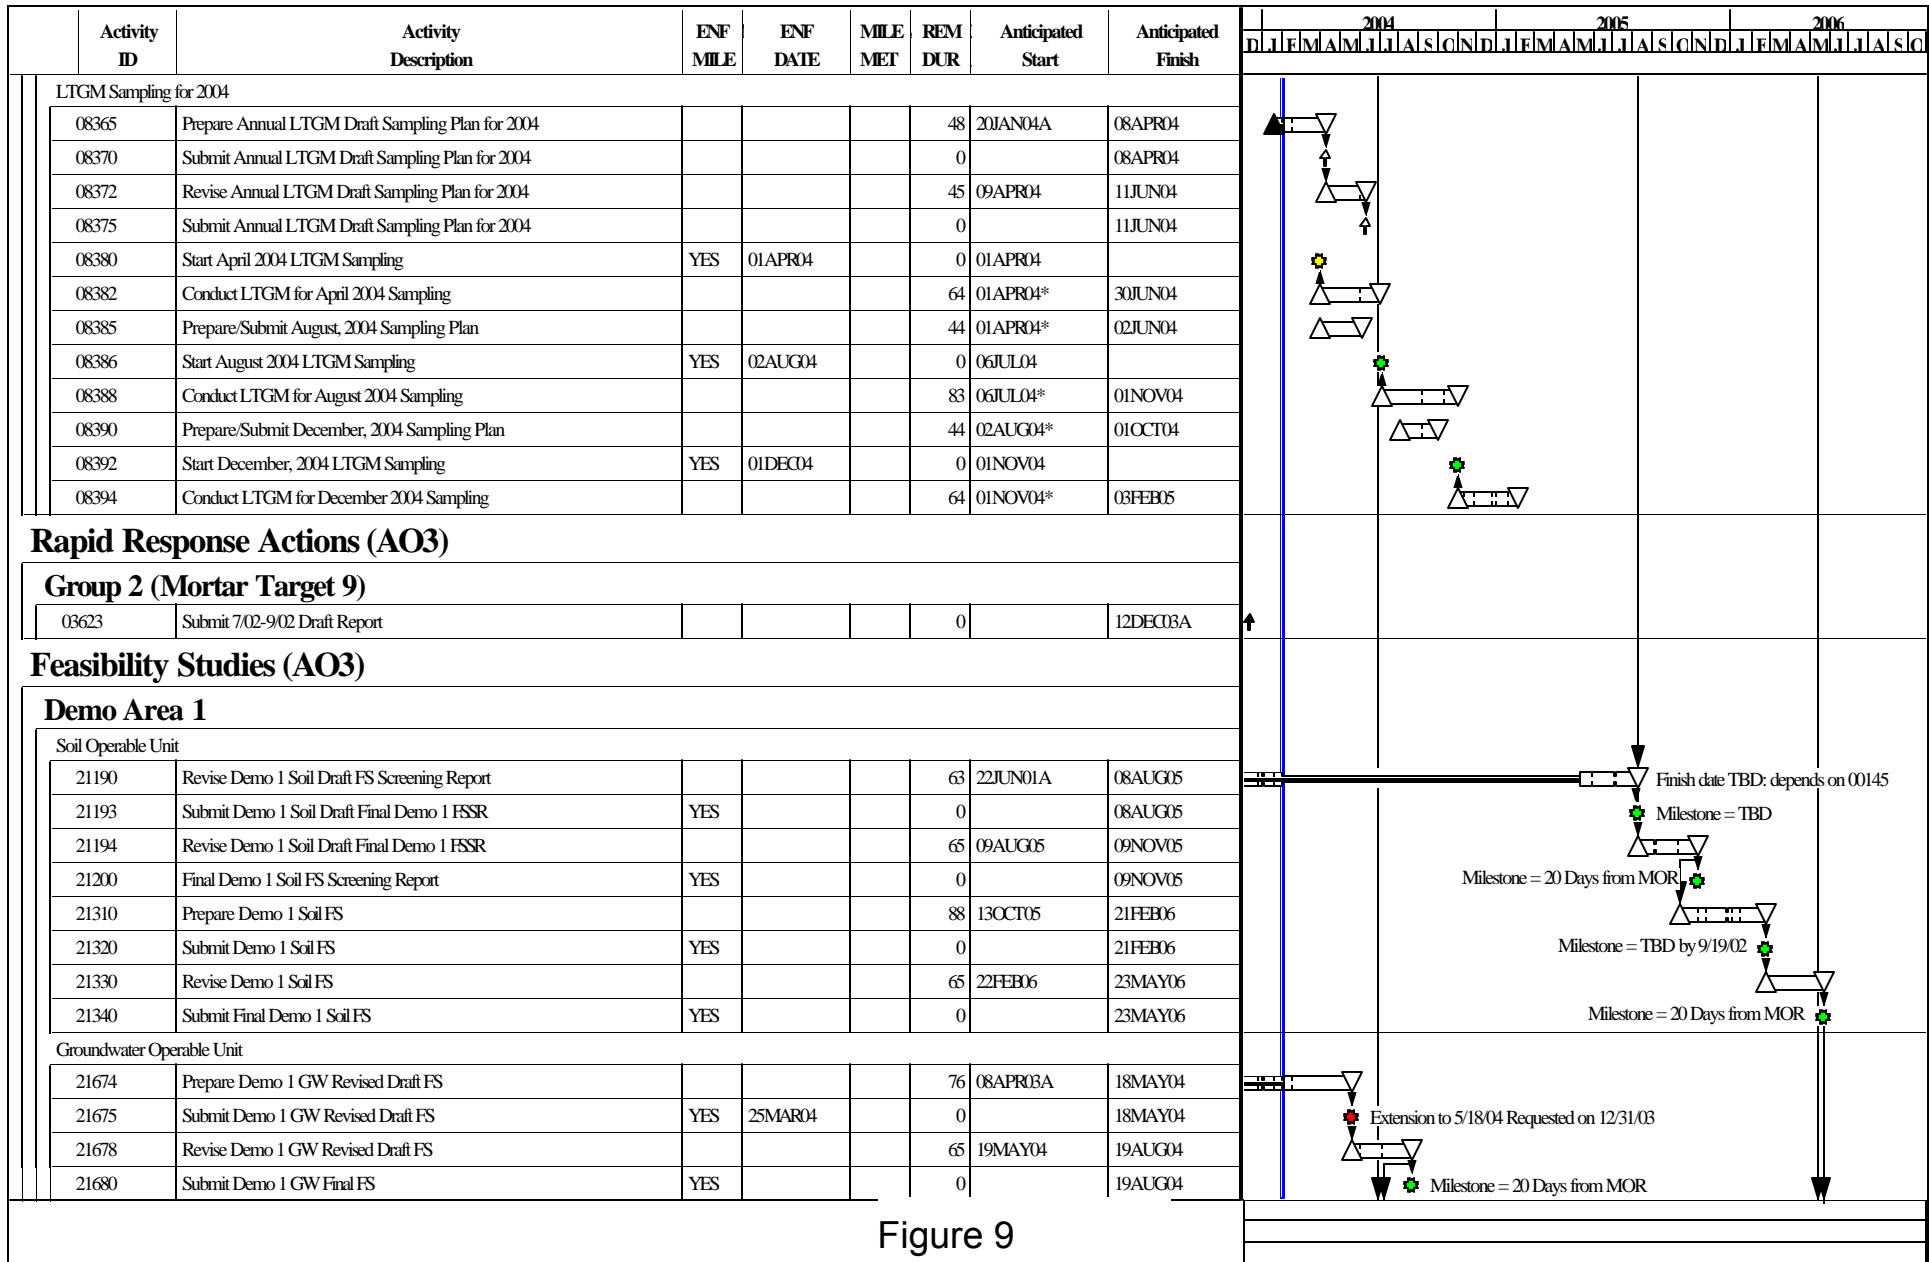 Activity ID Activity Description ENF MILE ENF DATE MILE MET REM DUR Anticipated Start Anticipated Finish
2004 2005 2006
D J F M A M J J A S O N D J F M A M J J A S O N D J F M A M J J A S O
LTGM Sampling for 2004
08365 Prepare Annual LTGM Draft Sampling Plan for 2004 48 20JAN04A 08APR04
08370 Submit Annual LTGM Draft Sampling Plan for 2004 0 08APR04
08372 Revise Annual LTGM Draft Sampling Plan for 2004 45 09APR04 11JUN04
08375 Submit Annual LTGM Draft Sampling Plan for 2004 0 11JUN04
08380 Start April 2004 LTGM Sampling YES 01APR04 0 01APR04
08382 Conduct LTGM for April 2004 Sampling 64 01APR04* 30JUN04
08385 Prepare/Submit August, 2004 Sampling Plan 44 01APR04* 02JUN04
08386 Start August 2004 LTGM Sampling YES 02AUG04 0 06JUL04
08388 Conduct LTGM for August 2004 Sampling 83 06JUL04* 01NOV04
08390 Prepare/Submit December, 2004 Sampling Plan 44 02AUG04* 01OCT04
08392 Start December, 2004 LTGM Sampling YES 01DEC04 0 01NOV04
08394 Conduct LTGM for December 2004 Sampling 64 01NOV04* 03FEB05
Rapid Response Actions (AO3)
Group 2 (Mortar Target 9)
03623 Submit 7/02-9/02 Draft Report 0 12DEC03A
Feasibility Studies (AO3)
Demo Area 1
Soil Operable Unit
21190 Revise Demo 1 Soil Draft FS Screening Report 63 22JUN01A 08AUG05 Finish date TBD: depends on 00145
21193 Submit Demo 1 Soil Draft Final Demo 1 FSSR YES 0 08AUG05 Milestone = TBD
21194 Revise Demo 1 Soil Draft Final Demo 1 FSSR 65 09AUG05 09NOV05
21200 Final Demo 1 Soil FS Screening Report YES 0 09NOV05 Milestone = 20 Days from MOR
21310 Prepare Demo 1 Soil FS 88 13OCT05 21FEB06
21320 Submit Demo 1 Soil FS YES 0 21FEB06 Milestone = TBD by 9/19/02
21330 Revise Demo 1 Soil FS 65 22FEB06 23MAY06
21340 Submit Final Demo 1 Soil FS YES 0 23MAY06 Milestone = 20 Days from MOR
Groundwater Operable Unit
21674 Prepare Demo 1 GW Revised Draft FS 76 08APR03A 18MAY04
21675 Submit Demo 1 GW Revised Draft FS YES 25MAR04 0 18MAY04 Extension to 5/18/04 Requested on 12/31/03
21678 Revise Demo 1 GW Revised Draft FS 65 19MAY04 19AUG04
21680 Submit Demo 1 GW Final FS YES 0 19AUG04 Milestone = 20 Days from MOR
Figure 9